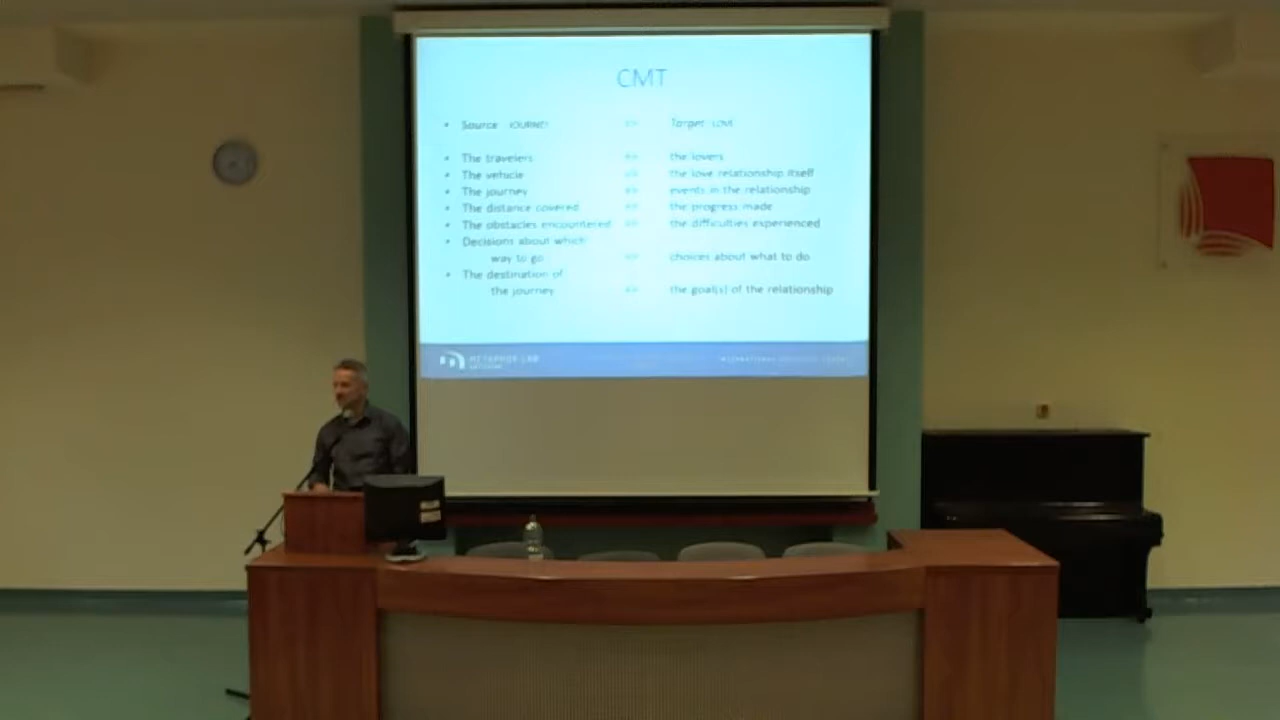 CMT
• Source: JOURNEY => Target: LOVE
• The travelers => the lovers
• The vehicle => the love relationship itself
• The journey => events in the relationship
• The distance covered => the progress made
• The obstacles encountered => the difficulties experienced
• Decisions about which
way to go => choices about what to do
• The destination of
the journey => the goal(s) of the relationship
METAPHOR LAB
AMSTERDAM
INTERNATIONAL